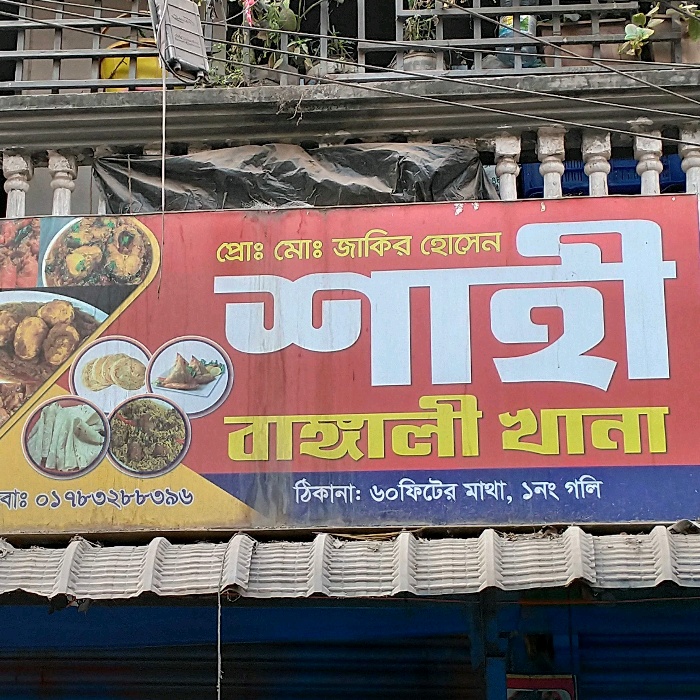 প্রোঃ মোঃ জাকির হোসেন
শাহী
বাঙ্গালী খানা
বাঃ ০১৭৮৩২৮৮৩৯৬
ঠিকানা: ৬০ফিটের মাথা, ১নং গলি